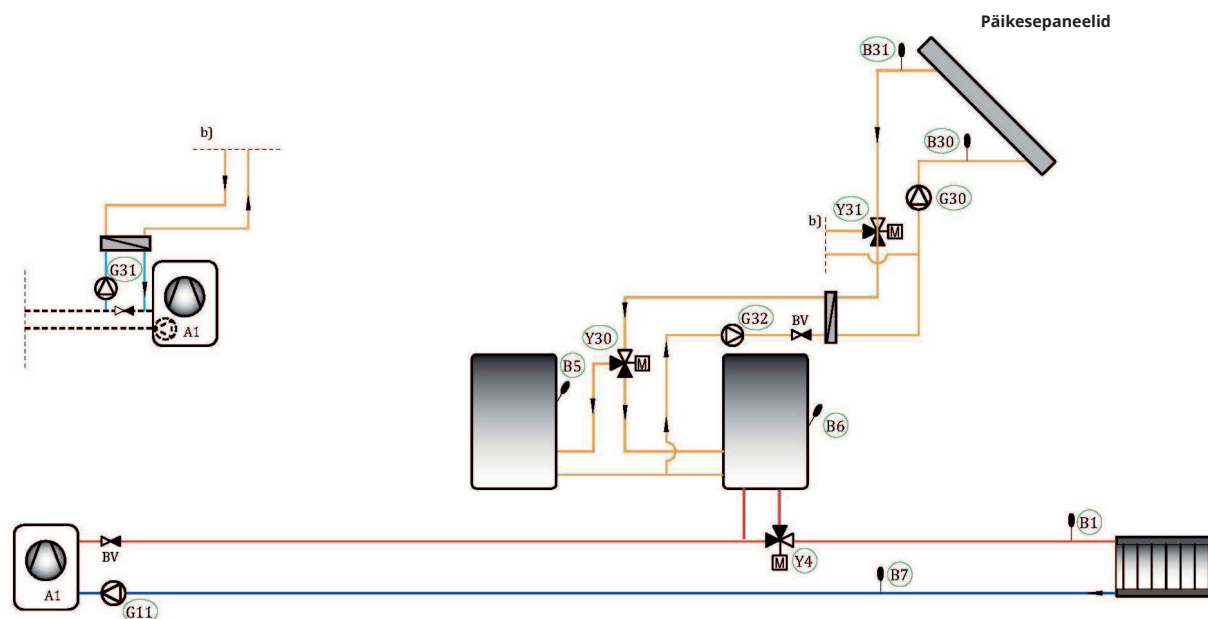 Päikesepaneelid
B31
b)
B30
G30
Y31
b)
M
G31
A1
G32
BV
Y30
M
B5
B6
B1
BV
Y4
M
B7
A1
G11